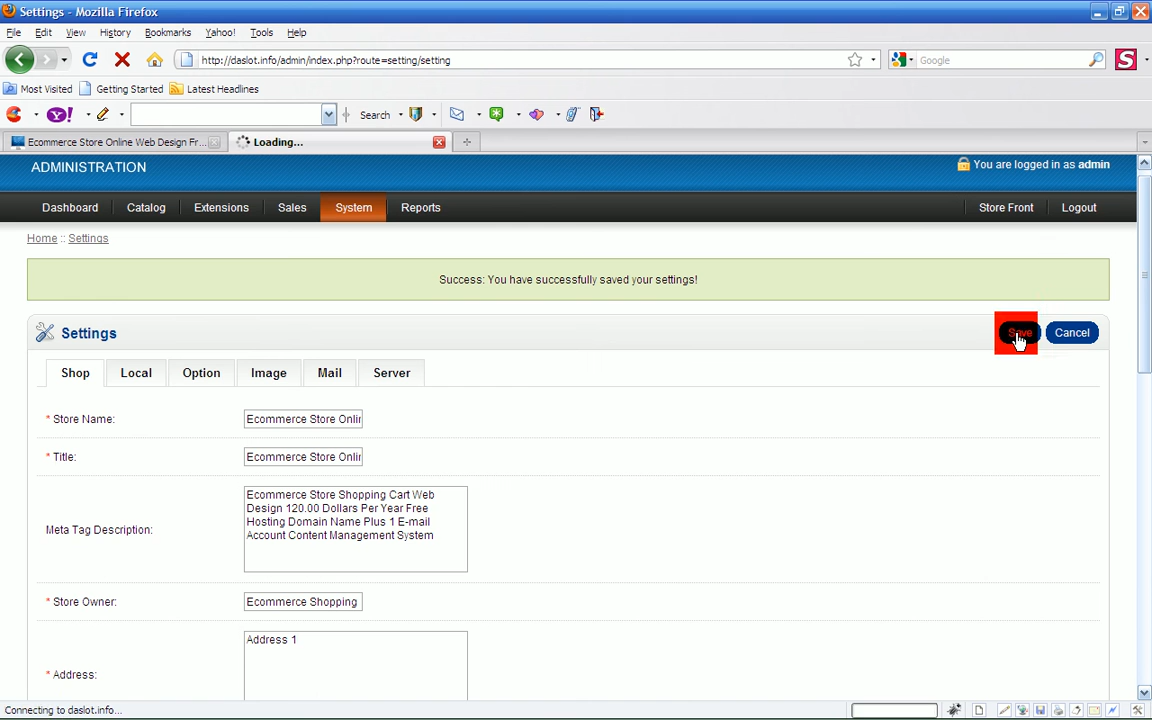 Settings - Mozilla Firefox
File Edit View History Bookmarks Yahoo! Tools Help
http://daslot.info/admin/index.php?route=setting/setting
Google
Most Visited Getting Started Latest Headlines
Y! Search
Ecommerce Store Online Web Design Fr... Loading...
ADMINISTRATION
You are logged in as admin
Dashboard Catalog Extensions Sales System Reports Store Front Logout
Home :: Settings
Success: You have successfully saved your settings!
Settings
Save Cancel
Shop Local Option Image Mail Server
* Store Name: Ecommerce Store Onlin
* Title: Ecommerce Store Onlin
Meta Tag Description:
Ecommerce Store Shopping Cart Web
Design 120.00 Dollars Per Year Free
Hosting Domain Name Plus 1 E-mail
Account Content Management System
* Store Owner: Ecommerce Shopping
Address 1
* Address:
Connecting to daslot.info...